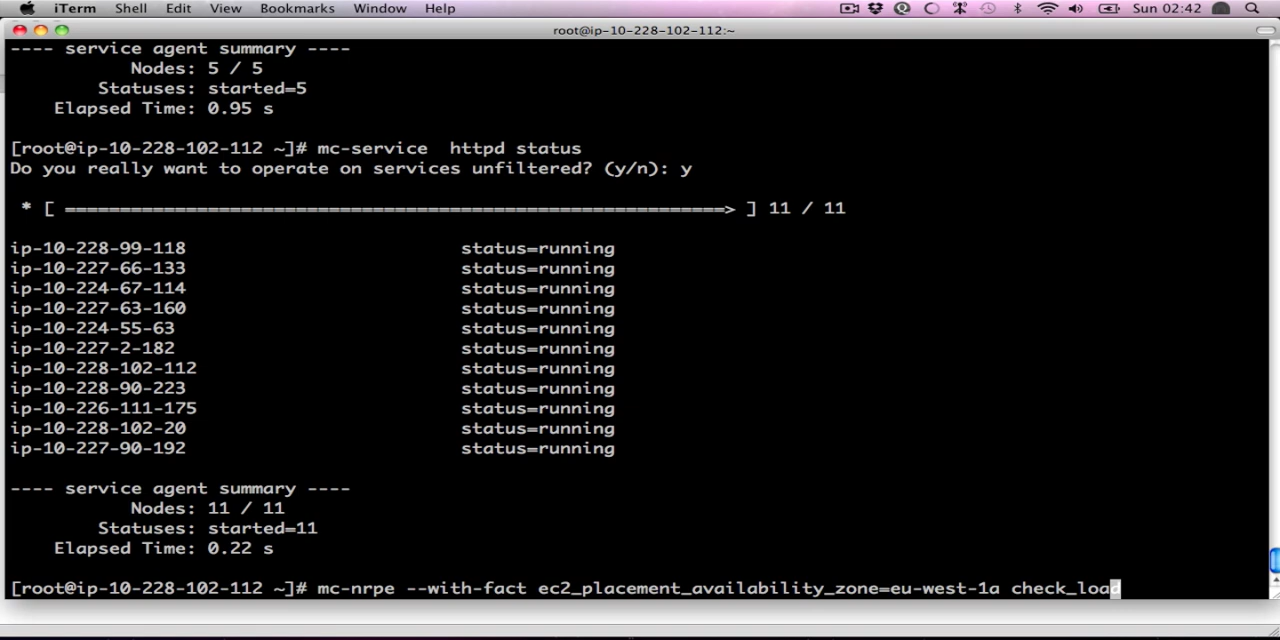 iTerm Shell Edit View Bookmarks Window Help Sun 02:42
root@ip-10-228-102-112:~
---- service agent summary ----
Nodes: 5 / 5
Statuses: started=5
Elapsed Time: 0.95 s
[root@ip-10-228-102-112 ~]# mc-service  httpd status
Do you really want to operate on services unfiltered? (y/n): y
* [ ============================================================> ] 11 / 11
ip-10-228-99-118 status=running
ip-10-227-66-133 status=running
ip-10-224-67-114 status=running
ip-10-227-63-160 status=running
ip-10-224-55-63 status=running
ip-10-227-2-182 status=running
ip-10-228-102-112 status=running
ip-10-228-90-223 status=running
ip-10-226-111-175 status=running
ip-10-228-102-20 status=running
ip-10-227-90-192 status=running
---- service agent summary ----
Nodes: 11 / 11
Statuses: started=11
Elapsed Time: 0.22 s
[root@ip-10-228-102-112 ~]# mc-nrpe --with-fact ec2_placement_availability_zone=eu-west-1a check_load